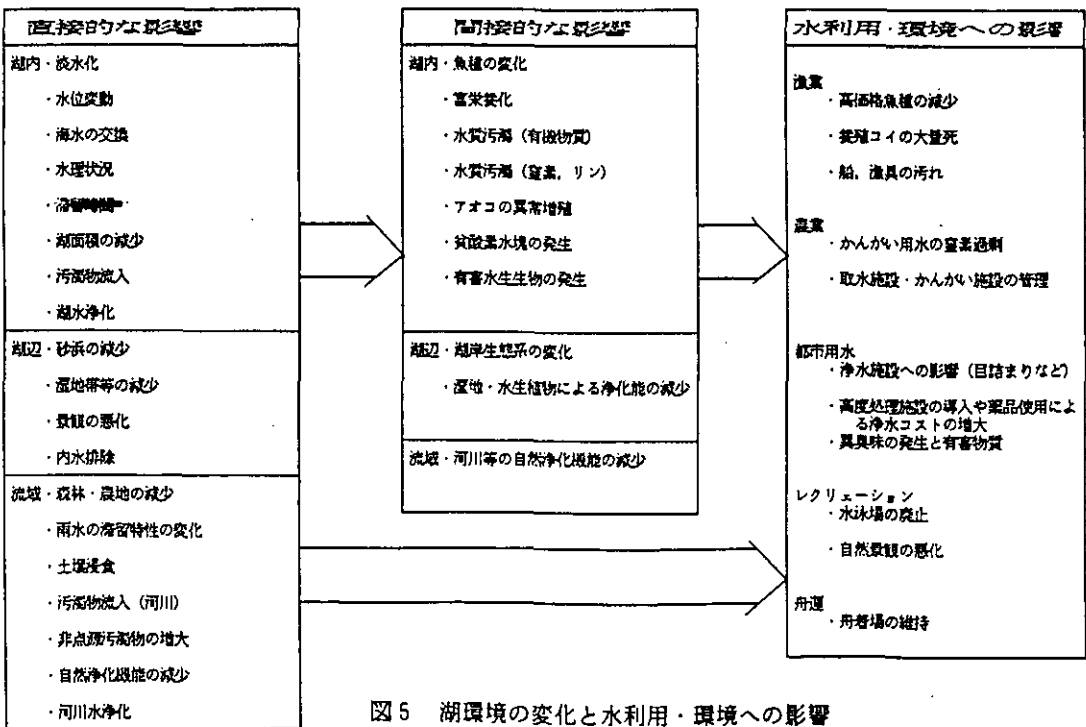 直接的な影響
湖内・淡水化
・水位変動
・海水の交換
・水理状況
・滞留時間
・湖面積の減少
・汚濁物流入
・湖水浄化
湖辺・砂浜の減少
・湿地帯等の減少
・景観の悪化
・内水排除
流域・森林・農地の減少
・雨水の滞留特性の変化
・土壌浸食
・汚濁物流入（河川）
・非点源汚濁物の増大
・自然浄化機能の減少
・河川水浄化
間接的な影響
湖内・魚種の変化
・富栄養化
・水質汚濁（有機物質）
・水質汚濁（窒素，リン）
・アオコの異常増殖
・貧酸素水塊の発生
・有害水生生物の発生
湖辺・湖岸生態系の変化
・湿地・水生植物による浄化能の減少
流域・河川等の自然浄化機能の減少
水利用・環境への影響
漁業
・高価格魚種の減少
・養殖コイの大量死
・船，漁具の汚れ
農業
・かんがい用水の窒素過剰
・取水施設・かんがい施設の管理
都市用水
・浄水施設への影響（目詰まりなど）
・高度処理施設の導入や薬品使用によ
る浄水コストの増大
・異臭味の発生と有害物質
レクリェーション
・水泳場の廃止
・自然景観の悪化
舟運
・舟着場の維持
図5 湖環境の変化と水利用・環境への影響